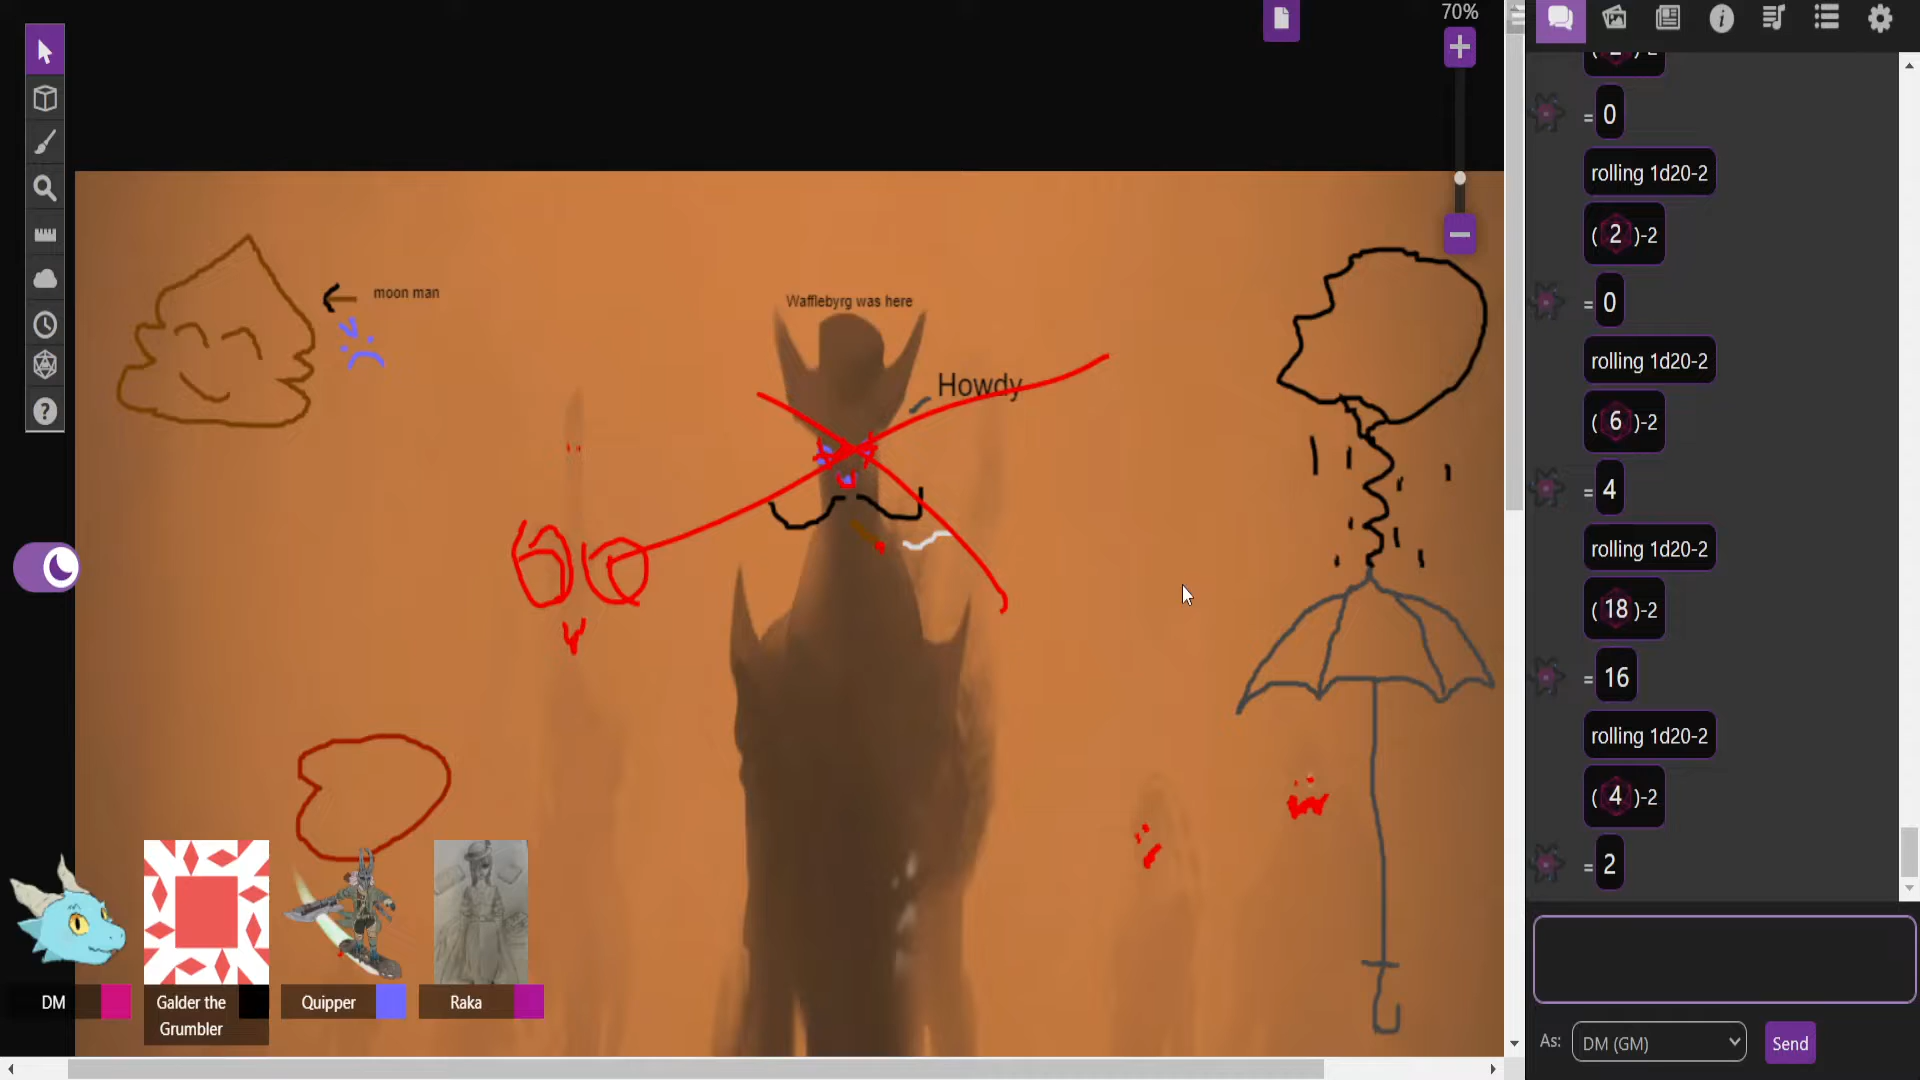 70%
moon man
Wafflebyrg was here
Howdy
)-2
= 0
rolling 1d20-2
( 2 )-2
= 0
rolling 1d20-2
( 6 )-2
= 4
rolling 1d20-2
( 18 )-2
= 16
rolling 1d20-2
( 4 )-2
= 2
DM
Galder the
Grumbler
Quipper
Raka
As:
DM (GM)
Send